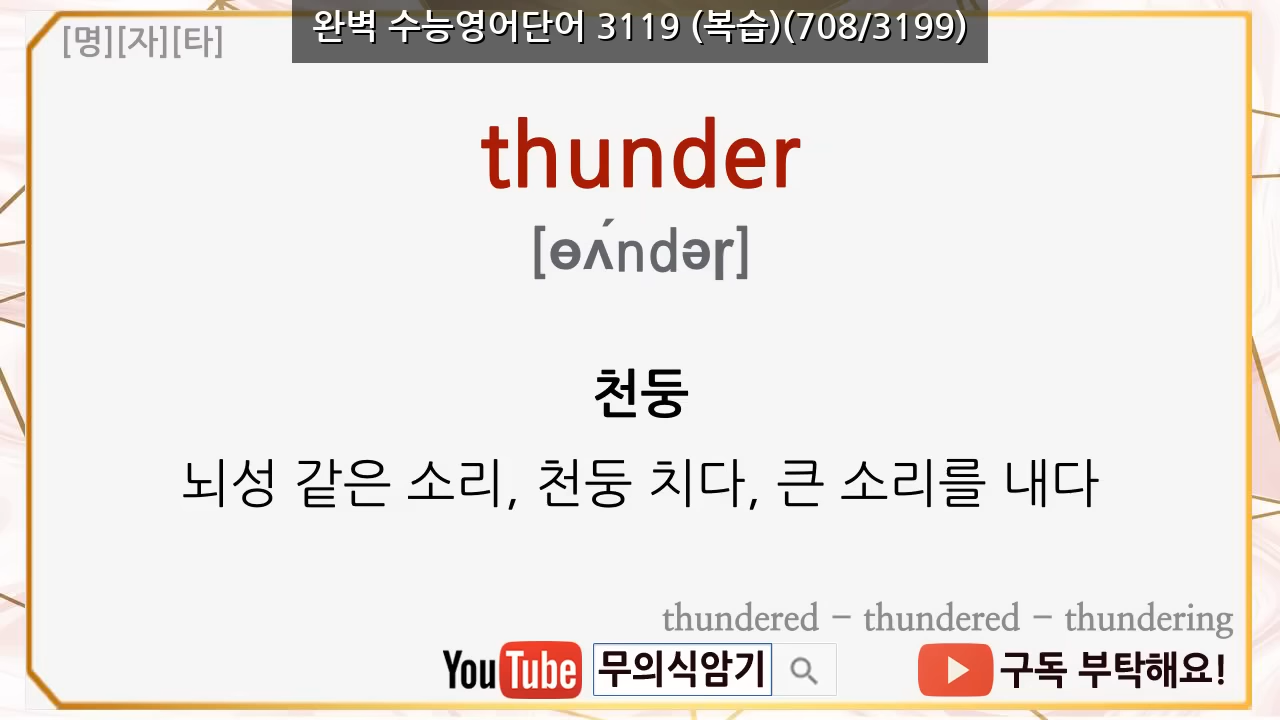 완벽 수능영어단어 3119 (복습)(708/3199)
[명][자][타]
thunder
[θʌ́ndər]
천둥
뇌성 같은 소리, 천둥 치다, 큰 소리를 내다
thundered - thundered - thundering
YouTube 무의식암기 구독 부탁해요!